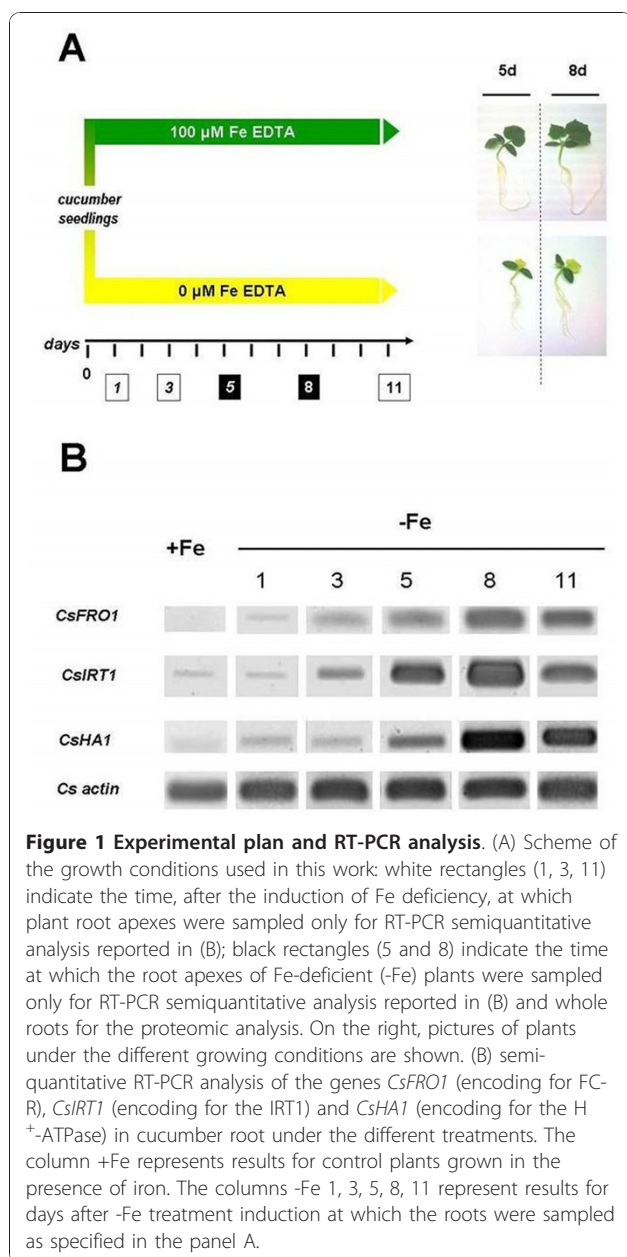 A
5d 8d
100 µM Fe EDTA
cucumber
seedlings
0 µM Fe EDTA
days
0
1 3 5 8 11
B
-Fe
+Fe
1 3 5 8 11
CsFRO1
CsIRT1
CsHA1
Cs actin
Figure 1 Experimental plan and RT-PCR analysis. (A) Scheme of
the growth conditions used in this work: white rectangles (1, 3, 11)
indicate the time, after the induction of Fe deficiency, at which
plant root apexes were sampled only for RT-PCR semiquantitative
analysis reported in (B); black rectangles (5 and 8) indicate the time
at which the root apexes of Fe-deficient (-Fe) plants were sampled
only for RT-PCR semiquantitative analysis reported in (B) and whole
roots for the proteomic analysis. On the right, pictures of plants
under the different growing conditions are shown. (B) semi-
quantitative RT-PCR analysis of the genes CsFRO1 (encoding for FC-
R), CsIRT1 (encoding for the IRT1) and CsHA1 (encoding for the H
+-ATPase) in cucumber root under the different treatments. The
column +Fe represents results for control plants grown in the
presence of iron. The columns -Fe 1, 3, 5, 8, 11 represent results for
days after -Fe treatment induction at which the roots were sampled
as specified in the panel A.